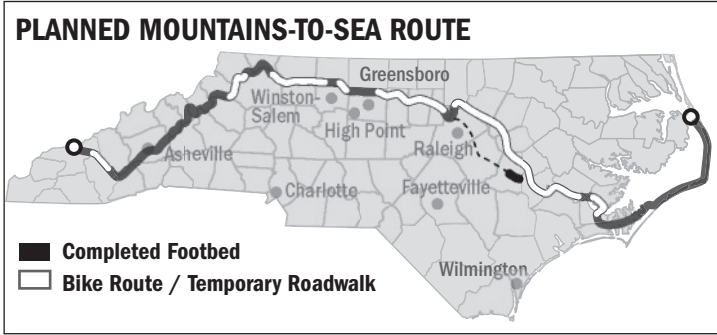 PLANNED MOUNTAINS-TO-SEA ROUTE
Greensboro
Winston-
Salem
High Point
Raleigh
Asheville
Charlotte
Fayetteville
Wilmington
Completed Footbed
Bike Route / Temporary Roadwalk